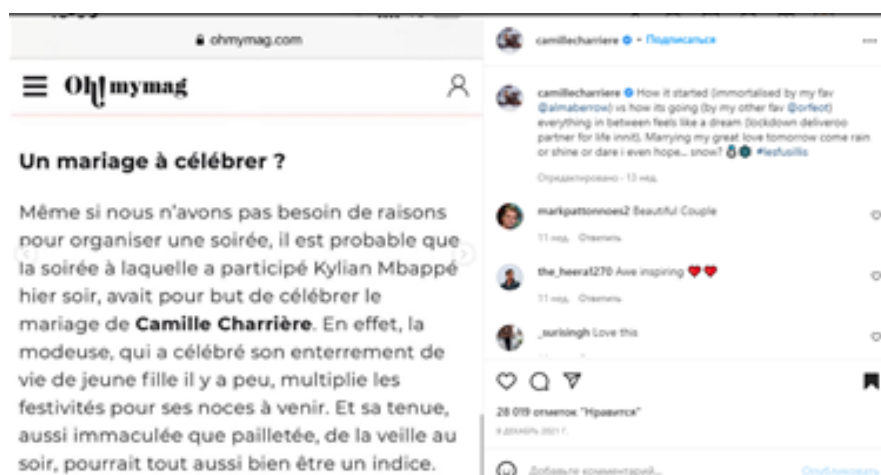 ohmymag.com
Oh! mymag
Un mariage à célébrer ?
Même si nous n'avons pas besoin de raisons
pour organiser une soirée, il est probable que
la soirée à laquelle a participé Kylian Mbappé
hier soir, avait pour but de célébrer le
mariage de Camille Charrière. En effet, la
modeuse, qui a célébré son enterrement de
vie de jeune fille il y a peu, multiplie les
festivités pour ses noces à venir. Et sa tenue,
aussi immaculée que pailletée, de la veille au
soir, pourrait tout aussi bien être un indice.
camillecharriere • Подписаться
camillecharriere How it started (immortalised by my fav
@almaberrow) vs how its going (by my other fav @orfeot)
everything in between feels like a dream (lockdown deliveroo
partner for life innit). Marrying my great love tomorrow come rain
or shine or dare i even hope... snow? #lesfusillis
Отредактировано · 13 нед.
markpattonnoes2 Beautiful Couple
11 нед. Ответить
the_heera1270 Awe inspiring
11 нед. Ответить
_surisingh Love this
28 019 отметок "Нравится"
9 ДЕКАБРЬ 2021 Г.
Добавьте комментарий...
Опубликовать